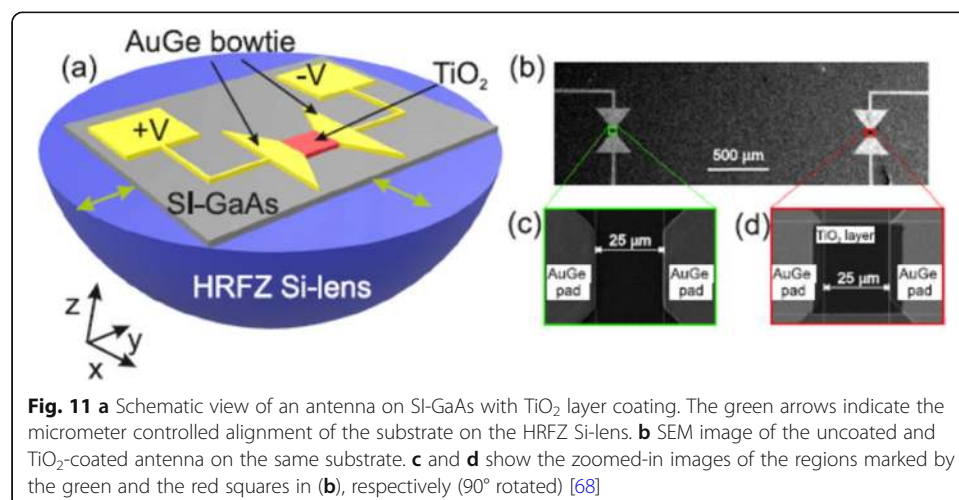 (a)
AuGe bowtie
TiO₂
-V
+V
SI-GaAs
HRFZ Si-lens
z
y
x
(b)
500 μm
(c)
25 μm
AuGe pad
AuGe pad
(d)
TiO₂ layer
25 μm
AuGe pad
AuGe pad
Fig. 11 a Schematic view of an antenna on SI-GaAs with TiO₂ layer coating. The green arrows indicate the
micrometer controlled alignment of the substrate on the HRFZ Si-lens. b SEM image of the uncoated and
TiO₂-coated antenna on the same substrate. c and d show the zoomed-in images of the regions marked by
the green and the red squares in (b), respectively (90° rotated) [68]